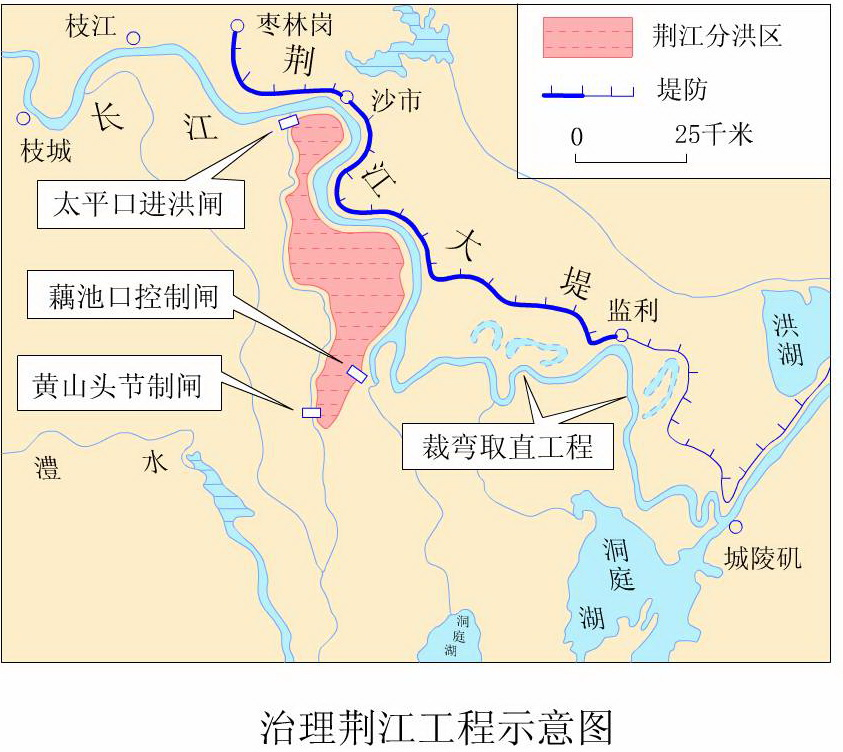 枝江
枣林岗
荆
荆江分洪区
堤防
0
25千米
长
江
沙市
枝城
太平口进洪闸
江
大
堤
藕池口控制闸
监利
洪
湖
黄山头节制闸
裁弯取直工程
澧
水
洞
庭
湖
城陵矶
洞
庭
湖
治理荆江工程示意图